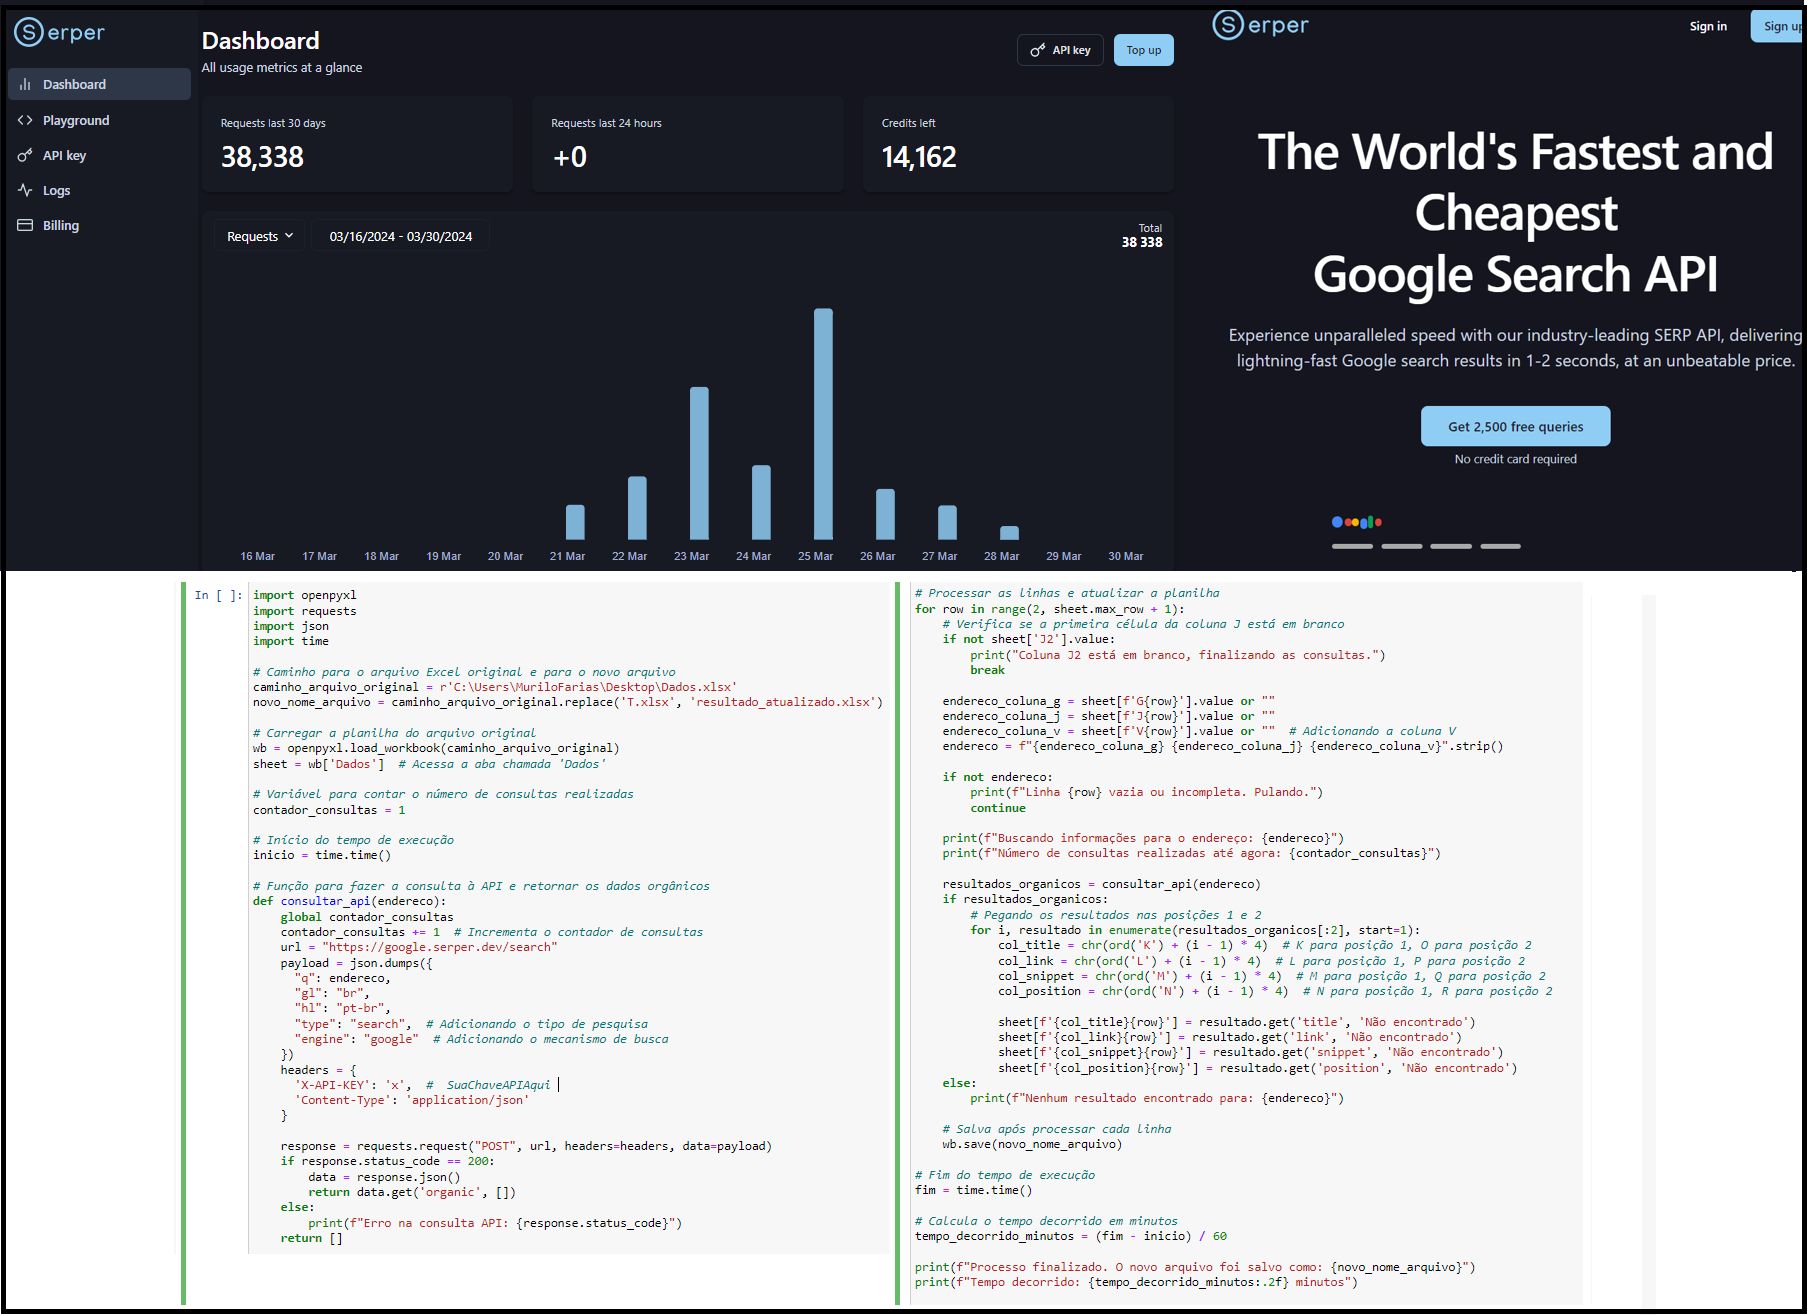 Serper
Dashboard
Playground
API key
Logs
Billing
Dashboard
All usage metrics at a glance
API key
Top up
Requests last 30 days
38,338
Requests last 24 hours
+0
Credits left
14,162
Requests
03/16/2024 - 03/30/2024
Total
38 338
16 Mar 17 Mar 18 Mar 19 Mar 20 Mar 21 Mar 22 Mar 23 Mar 24 Mar 25 Mar 26 Mar 27 Mar 28 Mar 29 Mar 30 Mar
Serper
Sign in
Sign up
The World's Fastest and
Cheapest
Google Search API
Experience unparalleled speed with our industry-leading SERP API, delivering
lightning-fast Google search results in 1-2 seconds, at an unbeatable price.
Get 2,500 free queries
No credit card required
In [ ]:
import openpyxl
import requests
import json
import time
# Caminho para o arquivo Excel original e para o novo arquivo
caminho_arquivo_original = r'C:\Users\MuriloFarias\Desktop\Dados.xlsx'
novo_nome_arquivo = caminho_arquivo_original.replace('T.xlsx', 'resultado_atualizado.xlsx')
# Carregar a planilha do arquivo original
wb = openpyxl.load_workbook(caminho_arquivo_original)
sheet = wb['Dados']  # Acessa a aba chamada 'Dados'
# Variável para contar o número de consultas realizadas
contador_consultas = 1
# Início do tempo de execução
inicio = time.time()
# Função para fazer a consulta à API e retornar os dados orgânicos
def consultar_api(endereco):
    global contador_consultas
    contador_consultas += 1  # Incrementa o contador de consultas
    url = "https://google.serper.dev/search"
    payload = json.dumps({
      "q": endereco,
      "gl": "br",
      "hl": "pt-br",
      "type": "search",  # Adicionando o tipo de pesquisa
      "engine": "google"  # Adicionando o mecanismo de busca
    })
    headers = {
      'X-API-KEY': 'x',  #  SuaChaveAPIAqui
      'Content-Type': 'application/json'
    }
    response = requests.request("POST", url, headers=headers, data=payload)
    if response.status_code == 200:
        data = response.json()
        return data.get('organic', [])
    else:
        print(f"Erro na consulta API: {response.status_code}")
    return []
# Processar as linhas e atualizar a planilha
for row in range(2, sheet.max_row + 1):
    # Verifica se a primeira célula da coluna J está em branco
    if not sheet['J2'].value:
        print("Coluna J2 está em branco, finalizando as consultas.")
        break
    endereco_coluna_g = sheet[f'G{row}'].value or ""
    endereco_coluna_j = sheet[f'J{row}'].value or ""
    endereco_coluna_v = sheet[f'V{row}'].value or ""  # Adicionando a coluna V
    endereco = f"{endereco_coluna_g} {endereco_coluna_j} {endereco_coluna_v}".strip()
    if not endereco:
        print(f"Linha {row} vazia ou incompleta. Pulando.")
        continue
    print(f"Buscando informações para o endereço: {endereco}")
    print(f"Número de consultas realizadas até agora: {contador_consultas}")
    resultados_organicos = consultar_api(endereco)
    if resultados_organicos:
        # Pegando os resultados nas posições 1 e 2
        for i, resultado in enumerate(resultados_organicos[:2], start=1):
            col_title = chr(ord('K') + (i - 1) * 4)  # K para posição 1, O para posição 2
            col_link = chr(ord('L') + (i - 1) * 4)  # L para posição 1, P para posição 2
            col_snippet = chr(ord('M') + (i - 1) * 4)  # M para posição 1, Q para posição 2
            col_position = chr(ord('N') + (i - 1) * 4)  # N para posição 1, R para posição 2
            sheet[f'{col_title}{row}'] = resultado.get('title', 'Não encontrado')
            sheet[f'{col_link}{row}'] = resultado.get('link', 'Não encontrado')
            sheet[f'{col_snippet}{row}'] = resultado.get('snippet', 'Não encontrado')
            sheet[f'{col_position}{row}'] = resultado.get('position', 'Não encontrado')
    else:
        print(f"Nenhum resultado encontrado para: {endereco}")
    # Salva após processar cada linha
    wb.save(novo_nome_arquivo)
# Fim do tempo de execução
fim = time.time()
# Calcula o tempo decorrido em minutos
tempo_decorrido_minutos = (fim - inicio) / 60
print(f"Processo finalizado. O novo arquivo foi salvo como: {novo_nome_arquivo}")
print(f"Tempo decorrido: {tempo_decorrido_minutos:.2f} minutos")